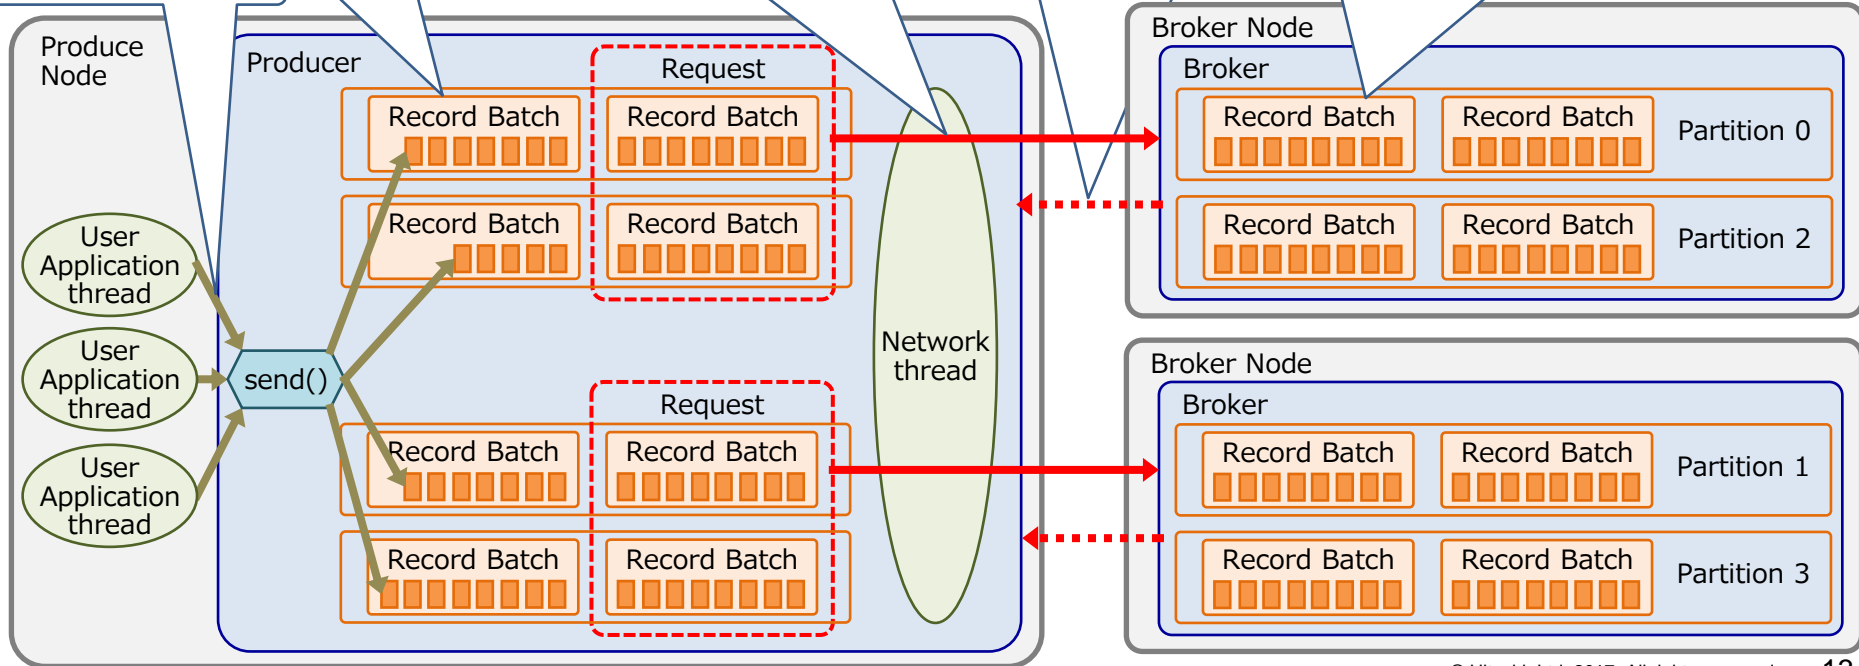 Produce
Node
Producer
Request
Record Batch
Record Batch
Record Batch
Record Batch
User
Application
thread
User
Application
thread
User
Application
thread
send()
Network
thread
Request
Record Batch
Record Batch
Record Batch
Record Batch
Broker Node
Broker
Record Batch
Record Batch
Partition 0
Record Batch
Record Batch
Partition 2
Broker Node
Broker
Record Batch
Record Batch
Partition 1
Record Batch
Record Batch
Partition 3